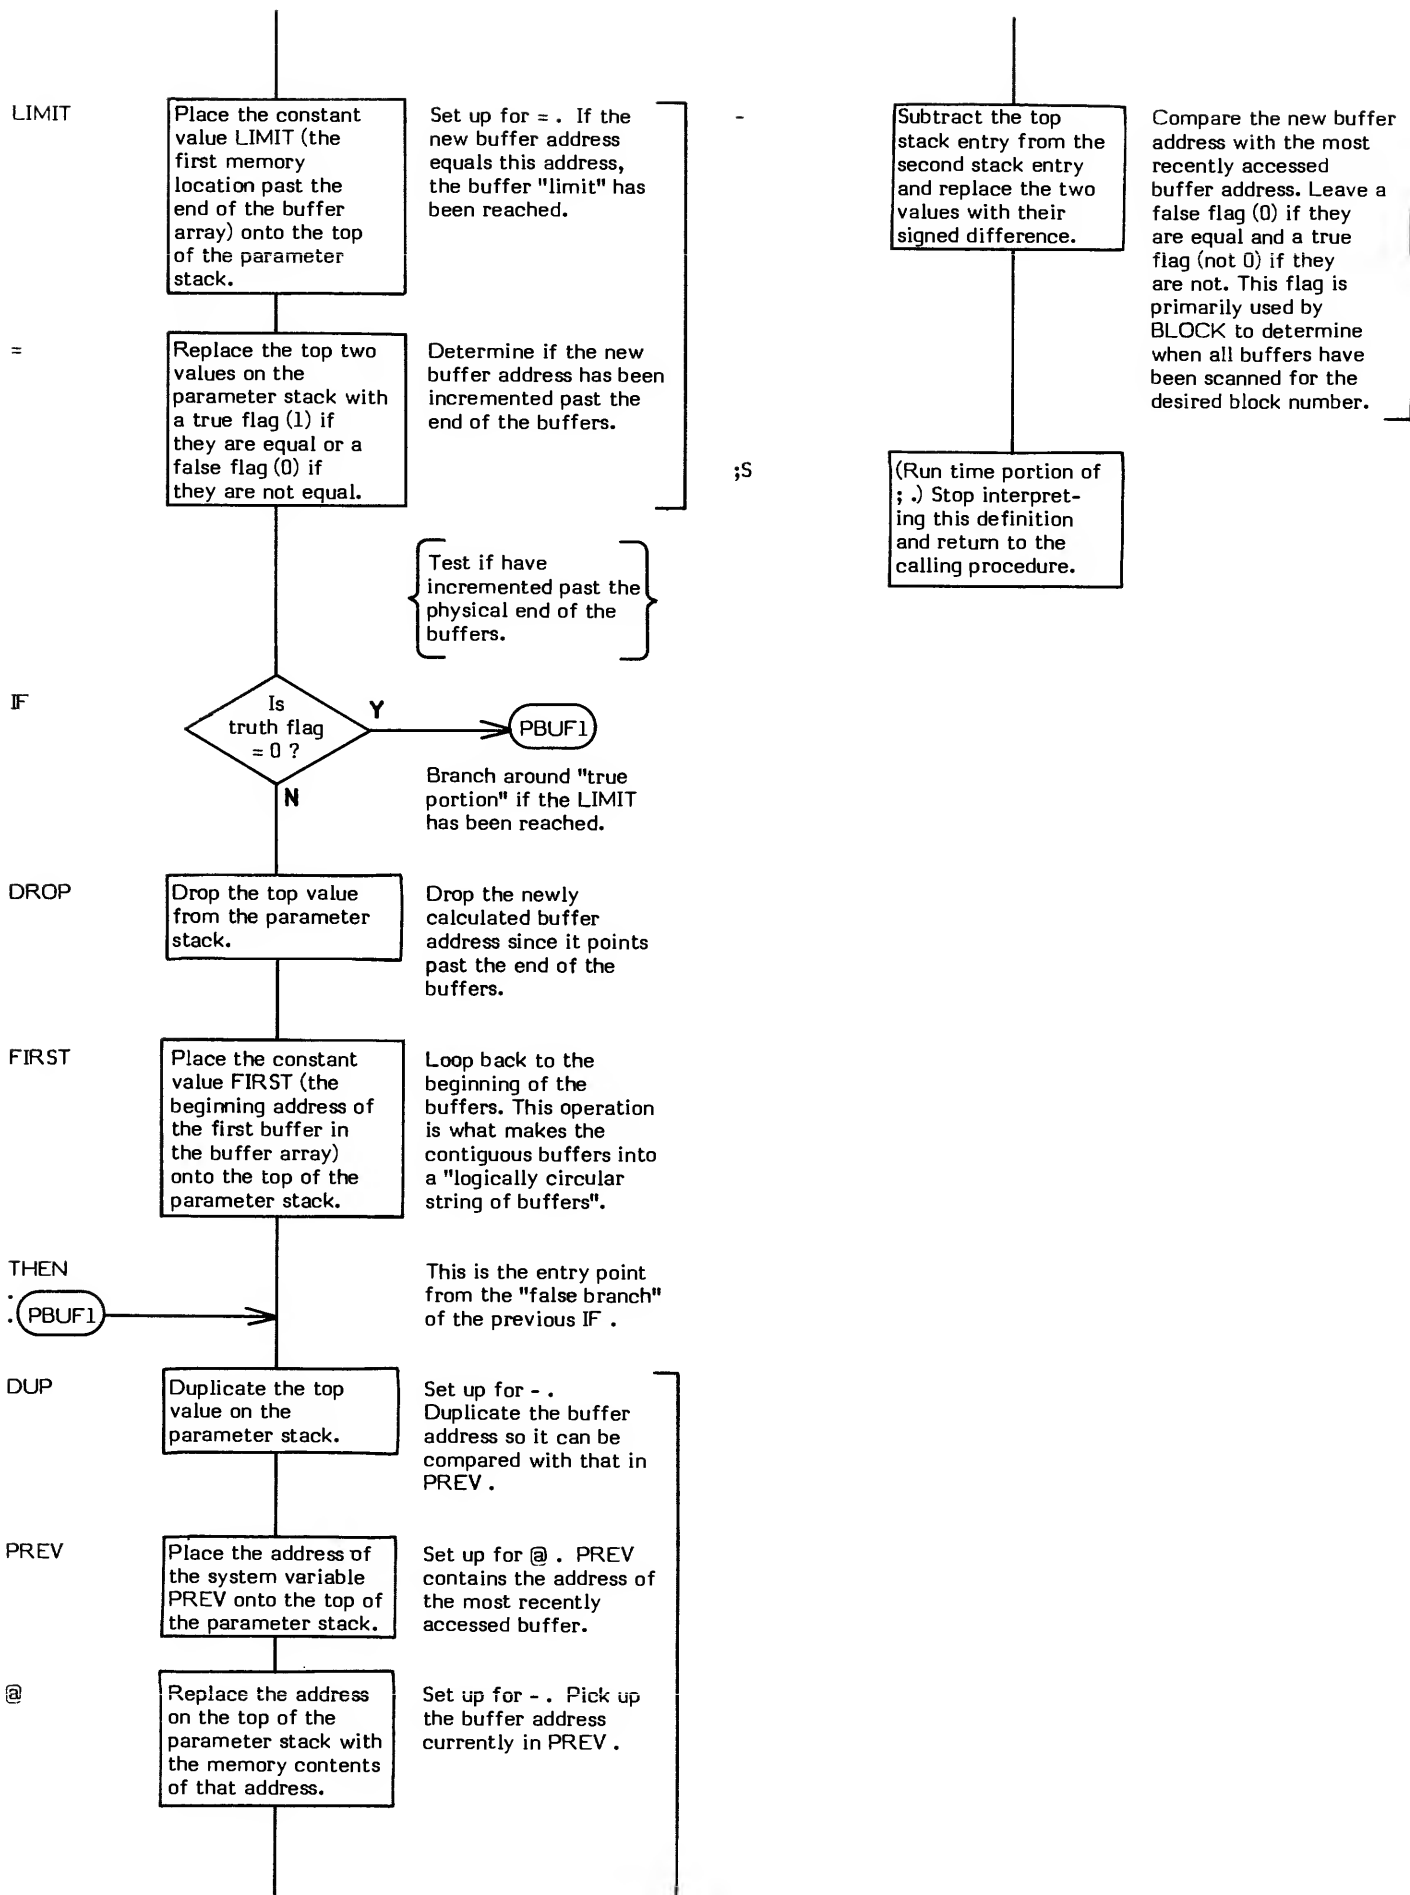 LIMIT
Place the constant
value LIMIT (the
first memory
location past the
end of the buffer
array) onto the top
of the parameter
stack.
Set up for = . If the
new buffer address
equals this address,
the buffer "limit" has
been reached.
=
Replace the top two
values on the
parameter stack with
a true flag (1) if
they are equal or a
false flag (0) if
they are not equal.
Determine if the new
buffer address has been
incremented past the
end of the buffers.
Test if have
incremented past the
physical end of the
buffers.
IF
Is
truth flag
= 0 ?
Y
PBUF1
N
Branch around "true
portion" if the LIMIT
has been reached.
DROP
Drop the top value
from the parameter
stack.
Drop the newly
calculated buffer
address since it points
past the end of the
buffers.
FIRST
Place the constant
value FIRST (the
beginning address of
the first buffer in
the buffer array)
onto the top of the
parameter stack.
Loop back to the
beginning of the
buffers. This operation
is what makes the
contiguous buffers into
a "logically circular
string of buffers".
THEN
: PBUF1
This is the entry point
from the "false branch"
of the previous IF .
DUP
Duplicate the top
value on the
parameter stack.
Set up for - .
Duplicate the buffer
address so it can be
compared with that in
PREV .
PREV
Place the address of
the system variable
PREV onto the top of
the parameter stack.
Set up for @ . PREV
contains the address of
the most recently
accessed buffer.
@
Replace the address
on the top of the
parameter stack with
the memory contents
of that address.
Set up for - . Pick up
the buffer address
currently in PREV .
-
Subtract the top
stack entry from the
second stack entry
and replace the two
values with their
signed difference.
Compare the new buffer
address with the most
recently accessed
buffer address. Leave a
false flag (0) if they
are equal and a true
flag (not 0) if they
are not. This flag is
primarily used by
BLOCK to determine
when all buffers have
been scanned for the
desired block number.
;S
(Run time portion of
; .) Stop interpret-
ing this definition
and return to the
calling procedure.